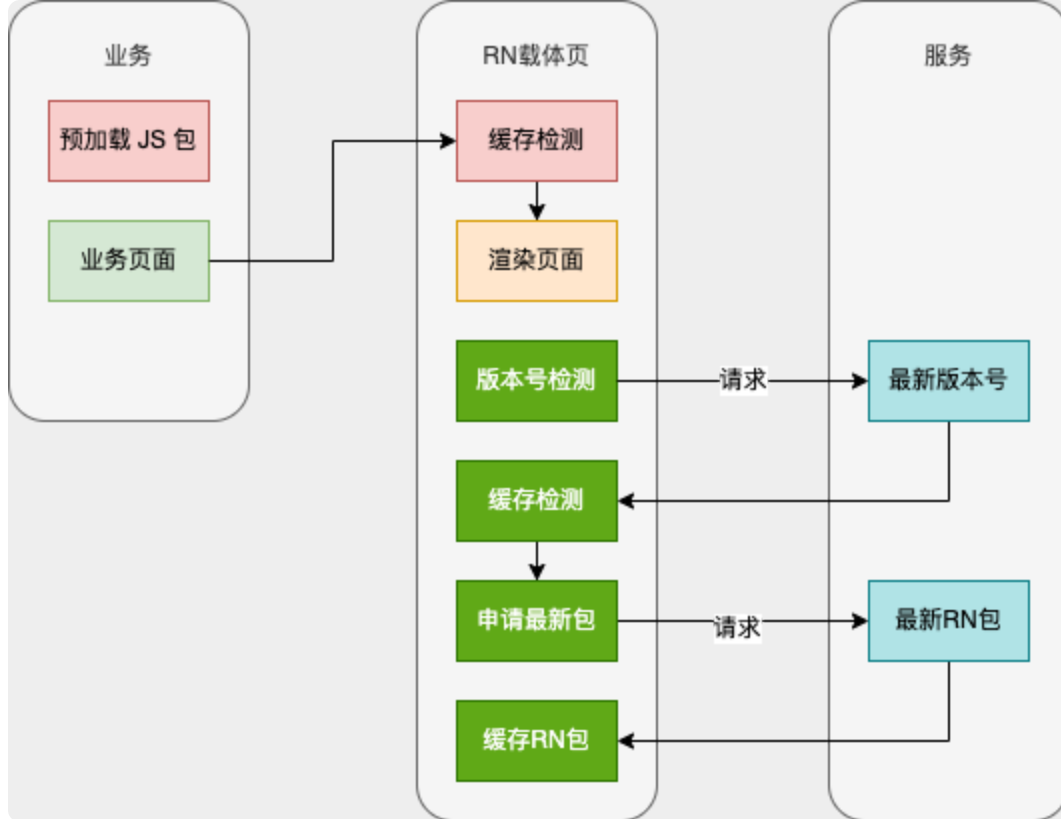 业务
预加载 JS 包
业务页面
RN载体页
缓存检测
渲染页面
版本号检测
缓存检测
申请最新包
缓存RN包
请求
请求
服务
最新版本号
最新RN包